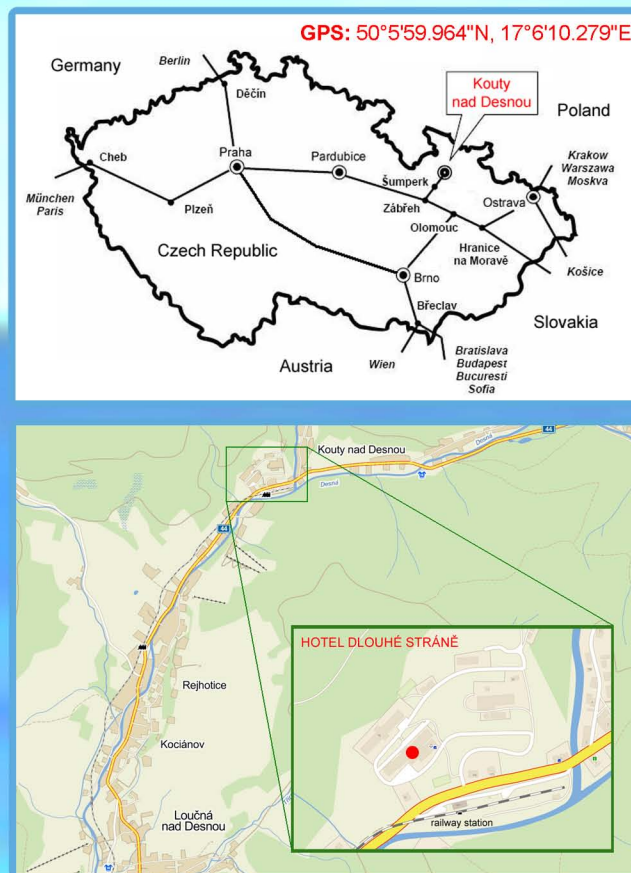 GPS: 50°5'59.964"N, 17°6'10.279"E
Germany
Berlin
Děčín
Kouty
nad Desnou
Poland
Cheb
Praha
Pardubice
Šumperk
Krakow
Warszawa
Moskva
München
Paris
Plzeň
Zábřeh
Ostrava
Olomouc
Czech Republic
Hranice
na Moravě
Brno
Košice
Břeclav
Slovakia
Austria
Wien
Bratislava
Budapest
Bucuresti
Sofia
44
Desná
Kouty nad Desnou
Desná
44
HOTEL DLOUHÉ STRÁNĚ
Rejhotice
Kociánov
Loučná
nad Desnou
railway station